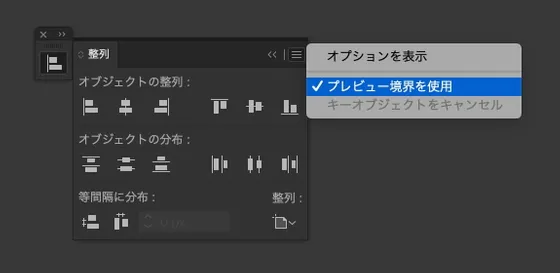 整列
オプションを表示
オブジェクトの整列 :
プレビュー境界を使用
キーオブジェクトをキャンセル
オブジェクトの分布 :
等間隔に分布 :
整列 :